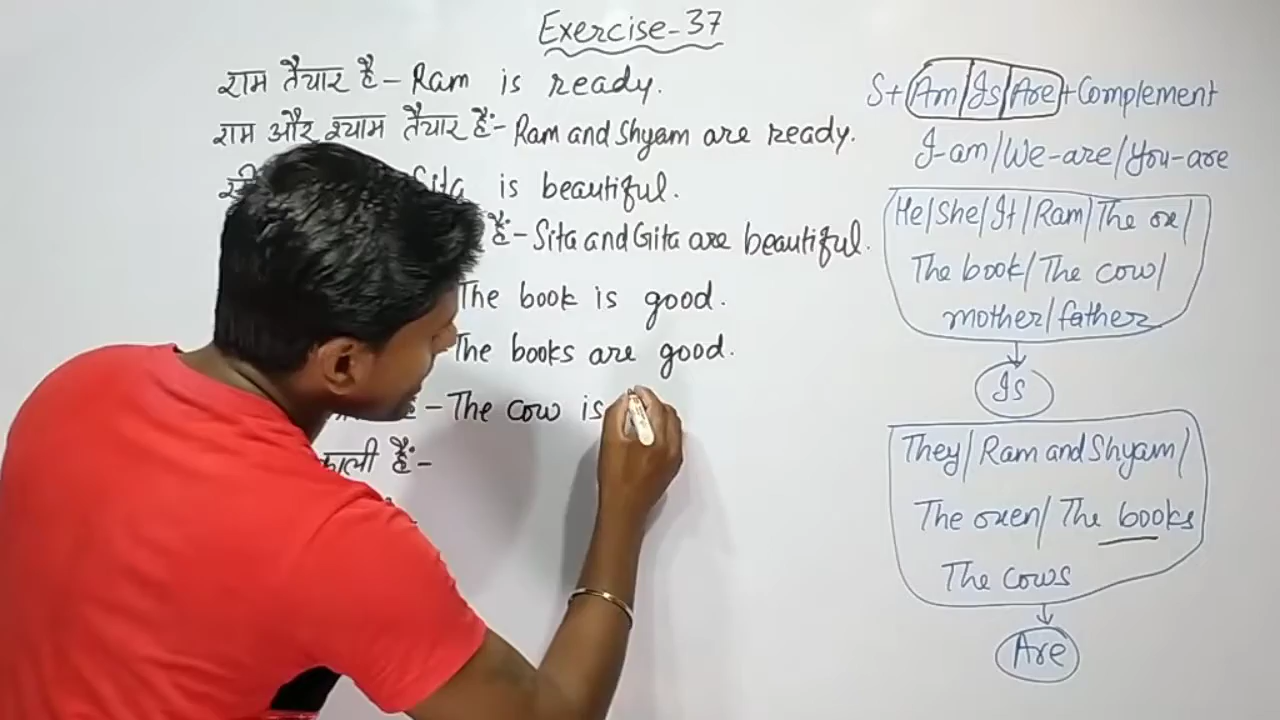 Exercise-37
राम तैयार है - Ram is ready.
राम और श्याम तैयार हैं:- Ram and Shyam are ready.
Sita is beautiful.
हैं:- Sita and Gita are beautiful.
The book is good.
The books are good.
- The cow is
काली हैं:-
S+ Am/Is/Are + Complement
I-am/We-are/You-are
He/She/It/Ram/The ox/
The book/The cow/
mother/father
Is
They/Ram and Shyam/
The oxen/The books
The cows
Are